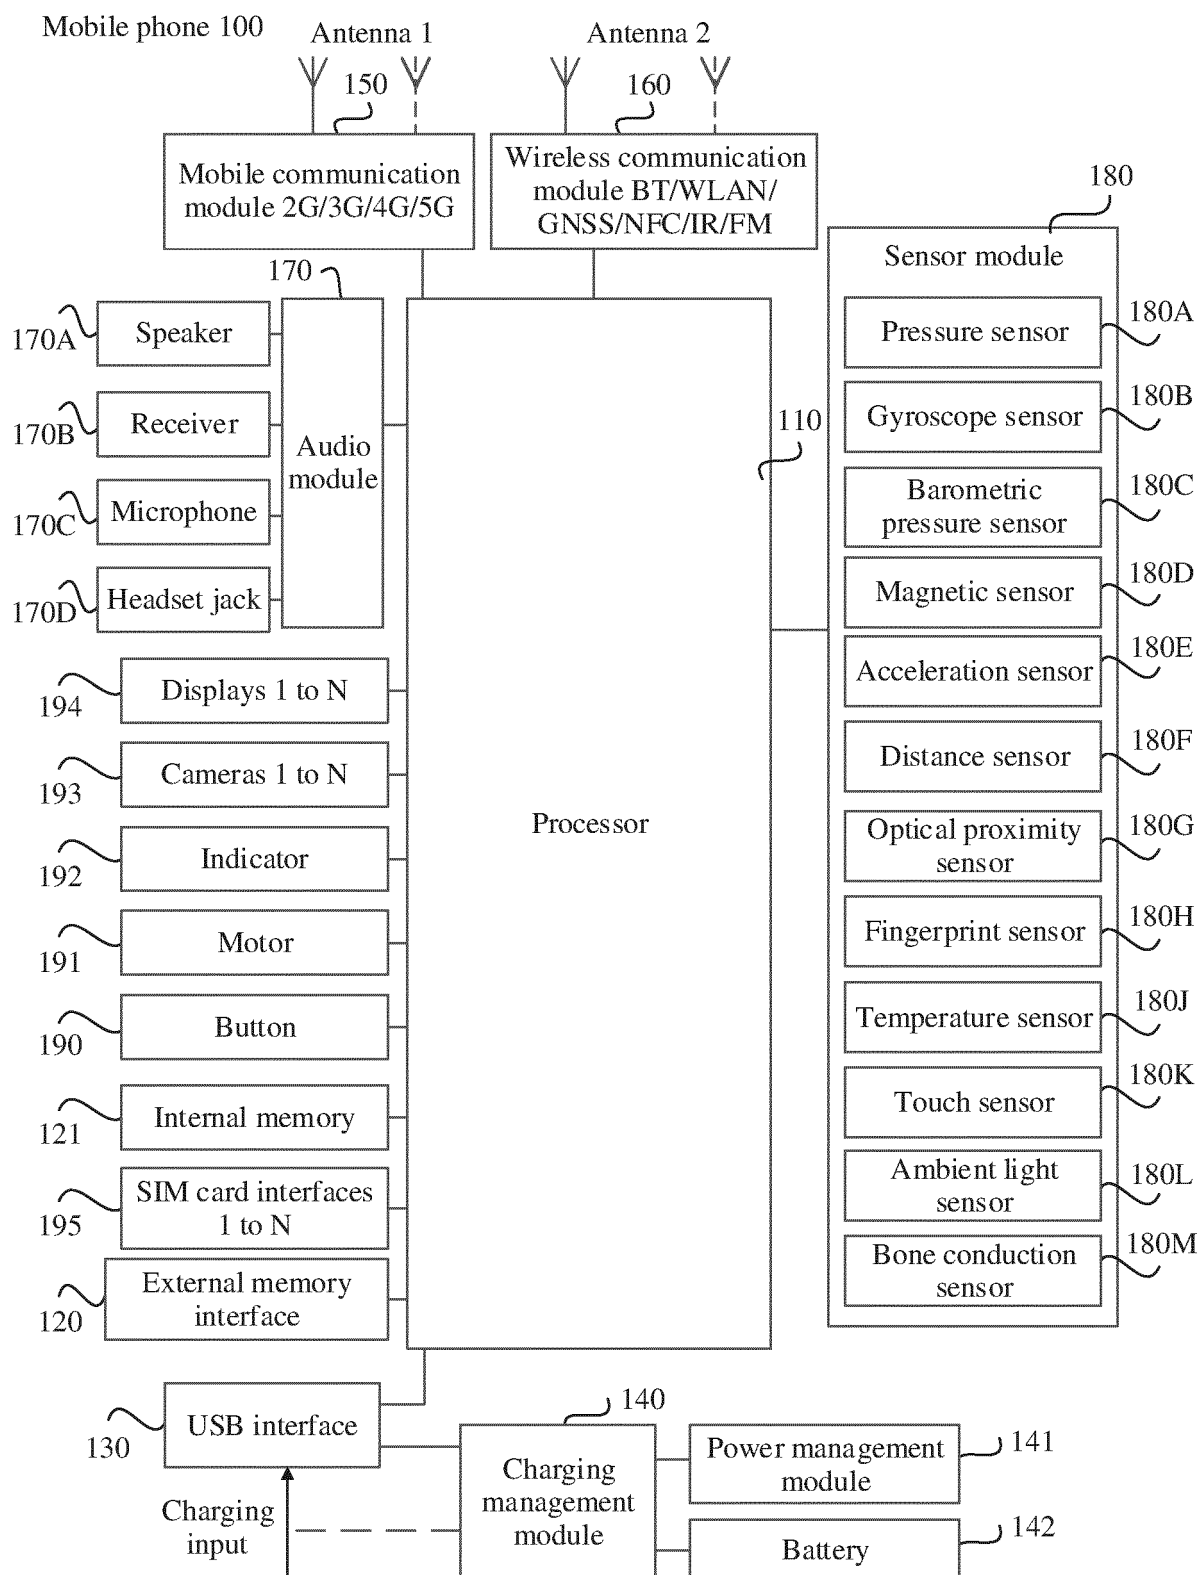 Mobile phone 100
Antenna 1
Antenna 2
150
160
Mobile communication
module 2G/3G/4G/5G
Wireless communication
module BT/WLAN/
GNSS/NFC/IR/FM
180
Sensor module
170
170A
Speaker
170B
Receiver
170C
Microphone
170D
Headset jack
Audio
module
110
Processor
Pressure sensor
180A
Gyroscope sensor
180B
Barometric
pressure sensor
180C
Magnetic sensor
180D
Acceleration sensor
180E
Distance sensor
180F
Optical proximity
sensor
180G
Fingerprint sensor
180H
Temperature sensor
180J
Touch sensor
180K
Ambient light
sensor
180L
Bone conduction
sensor
180M
194
Displays 1 to N
193
Cameras 1 to N
192
Indicator
191
Motor
190
Button
121
Internal memory
195
SIM card interfaces
1 to N
120
External memory
interface
130
USB interface
140
Charging
management
module
Power management
module
141
Battery
142
Charging
input